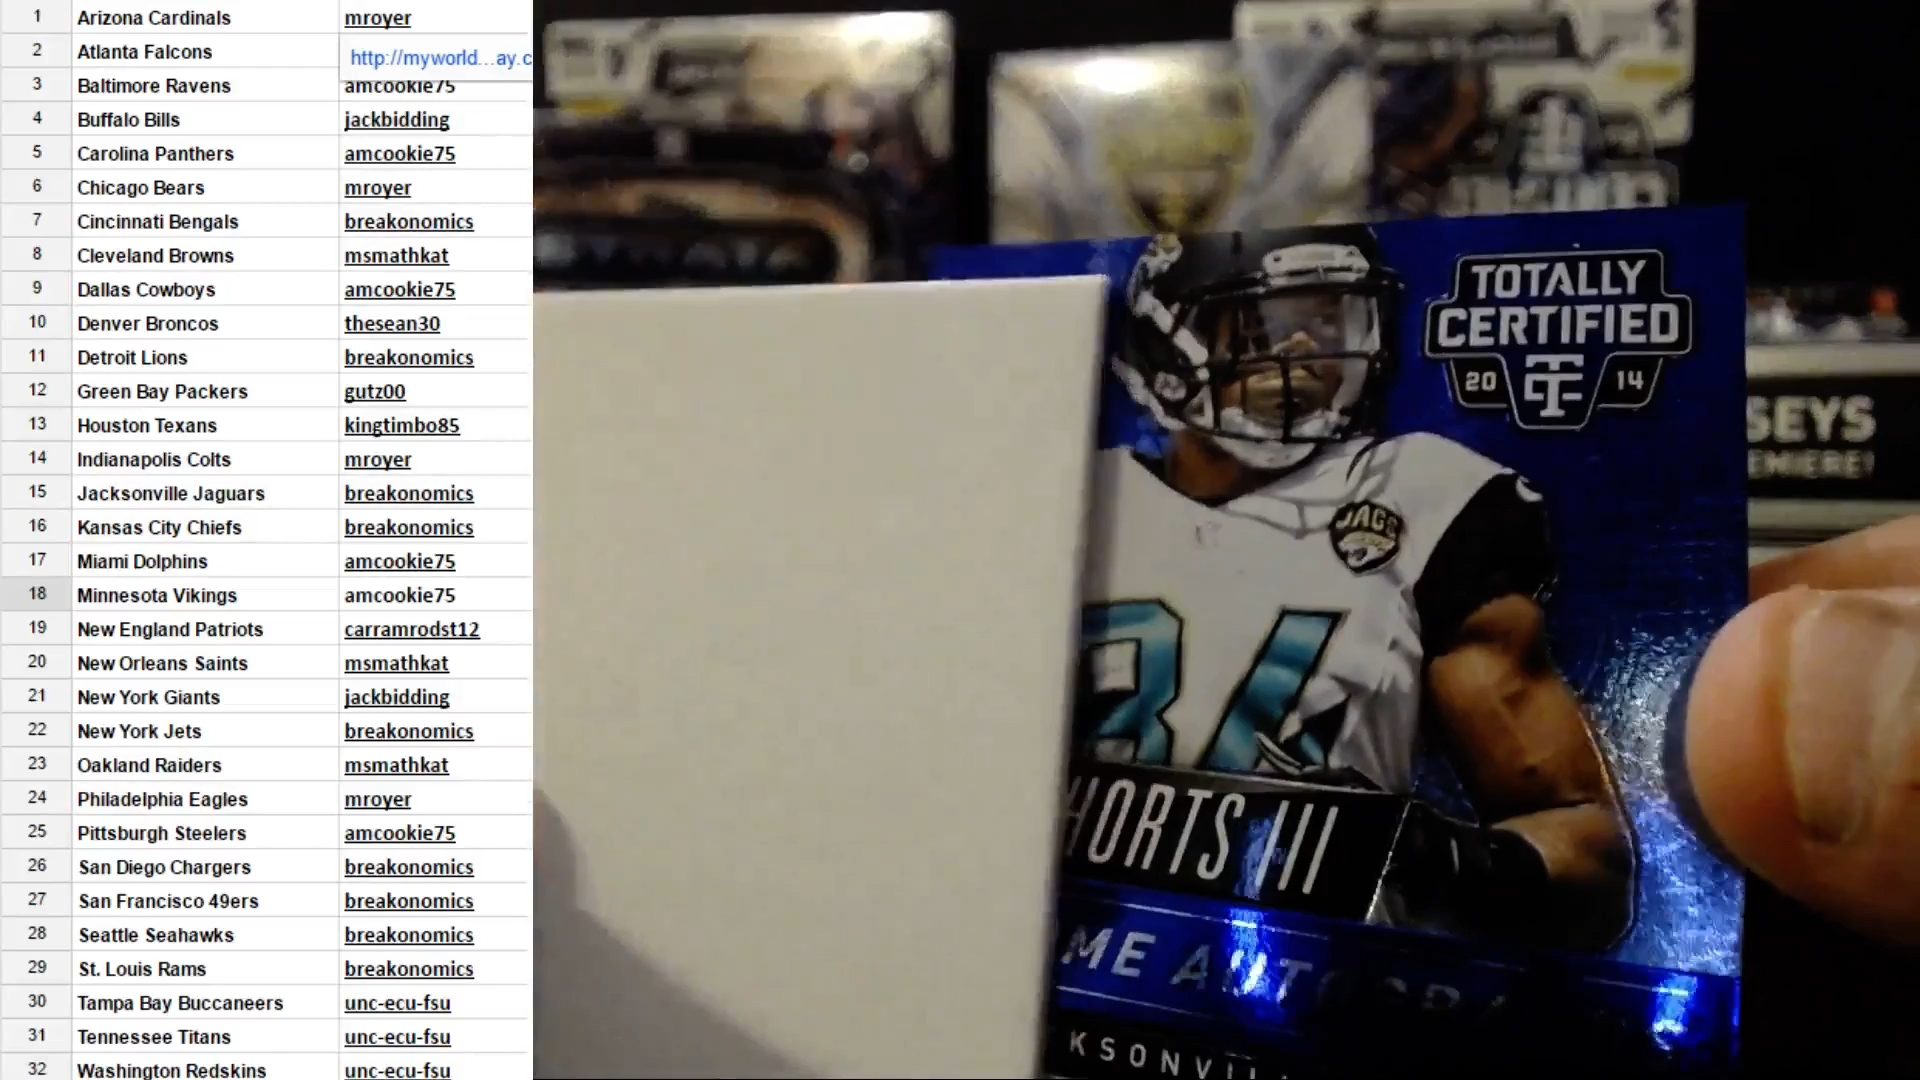 1 Arizona Cardinals mroyer
2 Atlanta Falcons http://myworld...ay.c
3 Baltimore Ravens amcookie75
4 Buffalo Bills jackbidding
5 Carolina Panthers amcookie75
6 Chicago Bears mroyer
7 Cincinnati Bengals breakonomics
8 Cleveland Browns msmathkat
9 Dallas Cowboys amcookie75
10 Denver Broncos thesean30
11 Detroit Lions breakonomics
12 Green Bay Packers gutz00
13 Houston Texans kingtimbo85
14 Indianapolis Colts mroyer
15 Jacksonville Jaguars breakonomics
16 Kansas City Chiefs breakonomics
17 Miami Dolphins amcookie75
18 Minnesota Vikings amcookie75
19 New England Patriots carramrodst12
20 New Orleans Saints msmathkat
21 New York Giants jackbidding
22 New York Jets breakonomics
23 Oakland Raiders msmathkat
24 Philadelphia Eagles mroyer
25 Pittsburgh Steelers amcookie75
26 San Diego Chargers breakonomics
27 San Francisco 49ers breakonomics
28 Seattle Seahawks breakonomics
29 St. Louis Rams breakonomics
30 Tampa Bay Buccaneers unc-ecu-fsu
31 Tennessee Titans unc-ecu-fsu
32 Washington Redskins unc-ecu-fsu
TOTALLY
CERTIFIED
20 TC 14
JAGS
84
HORTS III
ME AUTOGRA
KSONVIL
SEYS
EMIERE!